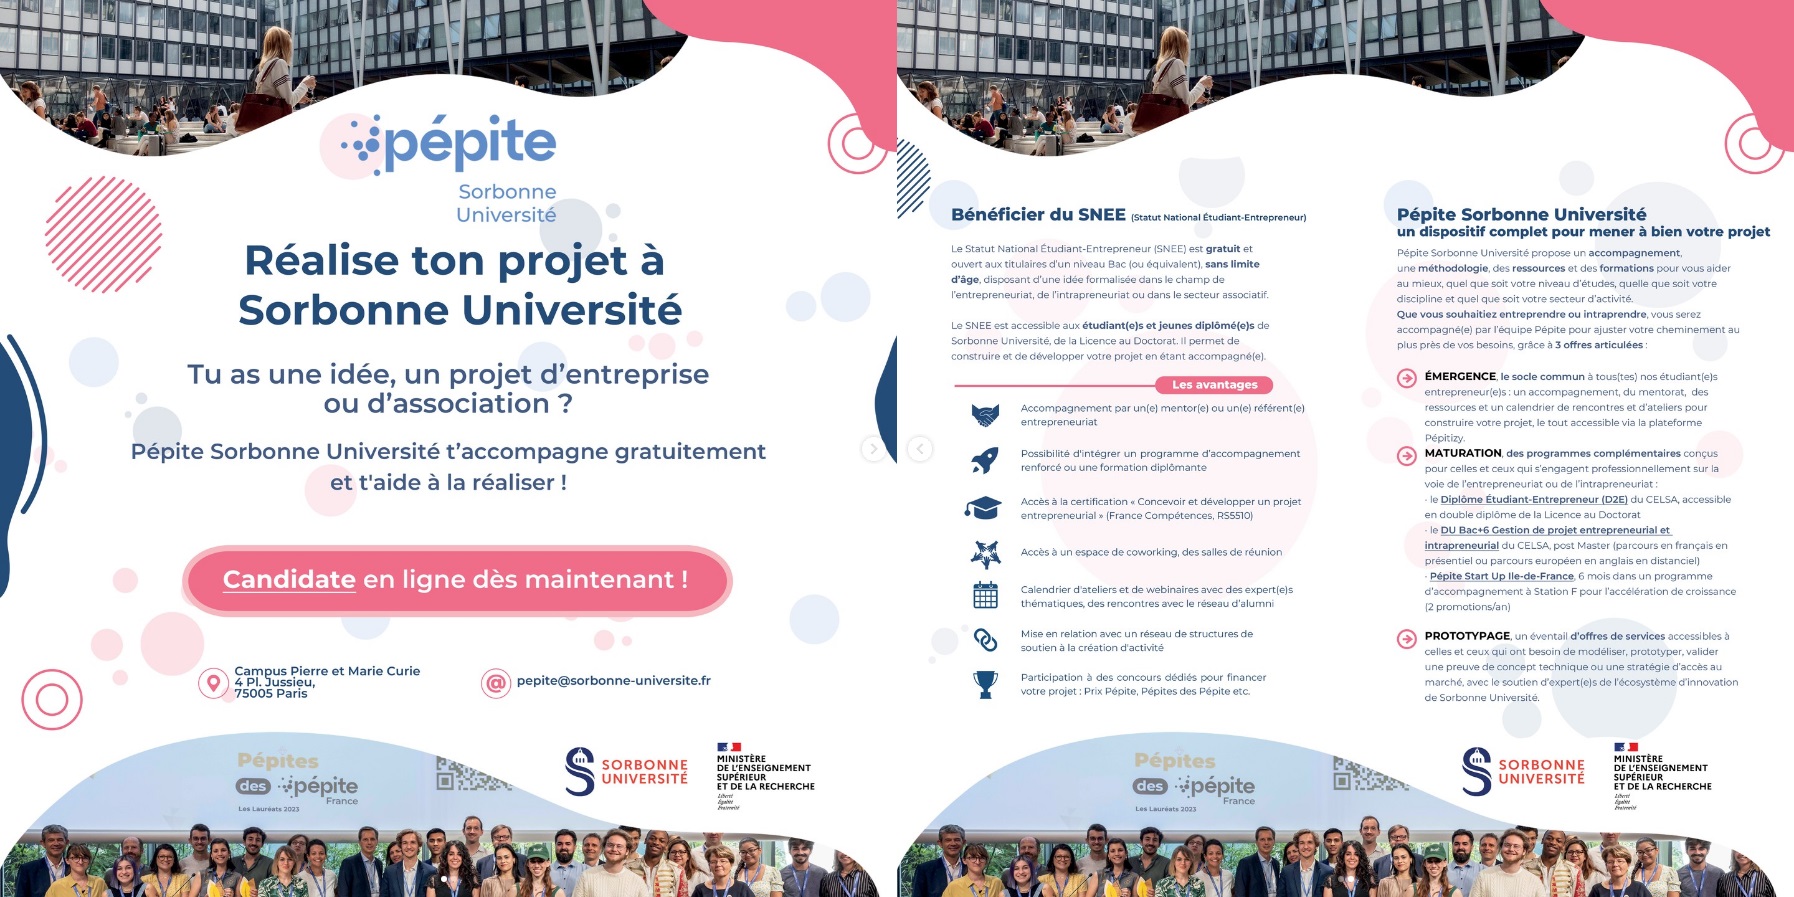 pépite
Sorbonne
Université
Réalise ton projet à
Sorbonne Université
Tu as une idée, un projet d'entreprise
ou d'association ?
Pépite Sorbonne Université t'accompagne gratuitement
et t'aide à la réaliser !
Candidate en ligne dès maintenant !
Campus Pierre et Marie Curie
4 Pl. Jussieu,
75005 Paris
pepite@sorbonne-universite.fr
Pépites
des pépite
France
Les Lauréats 2023
SORBONNE
UNIVERSITÉ
MINISTÈRE
DE L'ENSEIGNEMENT
SUPÉRIEUR
ET DE LA RECHERCHE
Liberté
Égalité
Fraternité
Bénéficier du SNEE (Statut National Étudiant-Entrepreneur)
Le Statut National Étudiant-Entrepreneur (SNEE) est gratuit et
ouvert aux titulaires d'un niveau Bac (ou équivalent), sans limite
d'âge, disposant d'une idée formalisée dans le champ de
l'entrepreneuriat, de l'intrapreneuriat ou dans le secteur associatif.
Le SNEE est accessible aux étudiant(e)s et jeunes diplômé(e)s de
Sorbonne Université, de la Licence au Doctorat. Il permet de
construire et de développer votre projet en étant accompagné(e).
Les avantages
Accompagnement par un(e) mentor(e) ou un(e) référent(e)
entrepreneuriat
Possibilité d'intégrer un programme d'accompagnement
renforcé ou une formation diplômante
Accès à la certification « Concevoir et développer un projet
entrepreneurial » (France Compétences, RS5510)
Accès à un espace de coworking, des salles de réunion
Calendrier d'ateliers et de webinaires avec des expert(e)s
thématiques, des rencontres avec le réseau d'alumni
Mise en relation avec un réseau de structures de
soutien à la création d'activité
Participation à des concours dédiés pour financer
votre projet : Prix Pépite, Pépites des Pépite etc.
Pépite Sorbonne Université
un dispositif complet pour mener à bien votre projet
Pépite Sorbonne Université propose un accompagnement,
une méthodologie, des ressources et des formations pour vous aider
au mieux, quel que soit votre niveau d'études, quelle que soit votre
discipline et quel que soit votre secteur d'activité.
Que vous souhaitiez entreprendre ou intraprendre, vous serez
accompagné(e) par l'équipe Pépite pour ajuster votre cheminement au
plus près de vos besoins, grâce à 3 offres articulées :
ÉMERGENCE, le socle commun à tous(tes) nos étudiant(e)s
entrepreneur(e)s : un accompagnement, du mentorat, des
ressources et un calendrier de rencontres et d'ateliers pour
construire votre projet, le tout accessible via la plateforme
Pépitizy.
MATURATION, des programmes complémentaires conçus
pour celles et ceux qui s'engagent professionnellement sur la
voie de l'entrepreneuriat ou de l'intrapreneuriat :
· le Diplôme Étudiant-Entrepreneur (D2E) du CELSA, accessible
en double diplôme de la Licence au Doctorat
· le DU Bac+6 Gestion de projet entrepreneurial et
intrapreneurial du CELSA, post Master (parcours en français en
présentiel ou parcours européen en anglais en distanciel)
· Pépite Start Up Ile-de-France, 6 mois dans un programme
d'accompagnement à Station F pour l'accélération de croissance
(2 promotions/an)
PROTOTYPAGE, un éventail d'offres de services accessibles à
celles et ceux qui ont besoin de modéliser, prototyper, valider
une preuve de concept technique ou une stratégie d'accès au
marché, avec le soutien d'expert(e)s de l'écosystème d'innovation
de Sorbonne Université.
Pépites
des pépite
France
Les Lauréats 2023
SORBONNE
UNIVERSITÉ
MINISTÈRE
DE L'ENSEIGNEMENT
SUPÉRIEUR
ET DE LA RECHERCHE
Liberté
Égalité
Fraternité